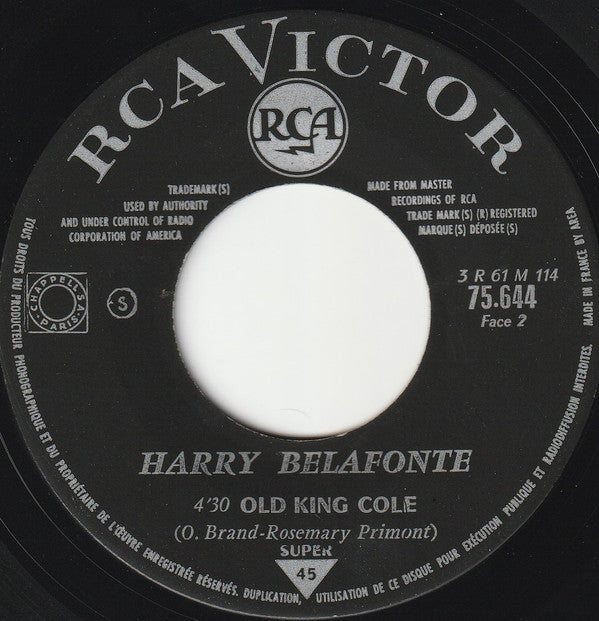 RCA VICTOR
RCA
TRADEMARK(S)
USED BY AUTHORITY
AND UNDER CONTROL OF RADIO
CORPORATION OF AMERICA
MADE FROM MASTER
RECORDINGS OF RCA
TRADE MARK(S) (R) REGISTERED
MARQUE(S) DÉPOSÉE(S)
CHAPPELL S.A
PARIS
S
3 R 61 M 114
75.644
Face 2
HARRY BELAFONTE
4'30 OLD KING COLE
(O. Brand-Rosemary Primont)
SUPER
45
TOUS DROITS DU PRODUCTEUR PHONOGRAPHIQUE ET DU PROPRIÉTAIRE DE L'ŒUVRE ENREGISTRÉE RÉSERVÉS. DUPLICATION, UTILISATION DE CE DISQUE POUR EXÉCUTION PUBLIQUE ET RADIODIFFUSION INTERDITES. MADE IN FRANCE BY AREA